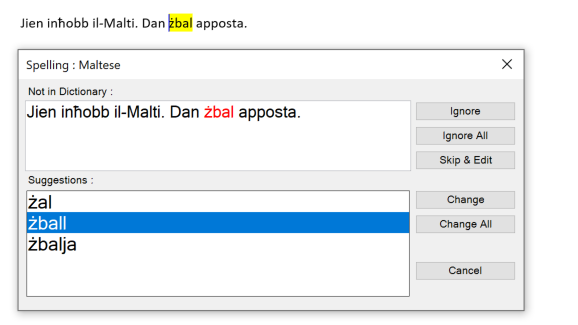 Jien inħobb il-Malti. Dan żbal apposta.
Spelling : Maltese
Not in Dictionary :
Jien inħobb il-Malti. Dan żbal apposta.
Ignore
Ignore All
Skip & Edit
Suggestions :
żal
żball
żbalja
Change
Change All
Cancel